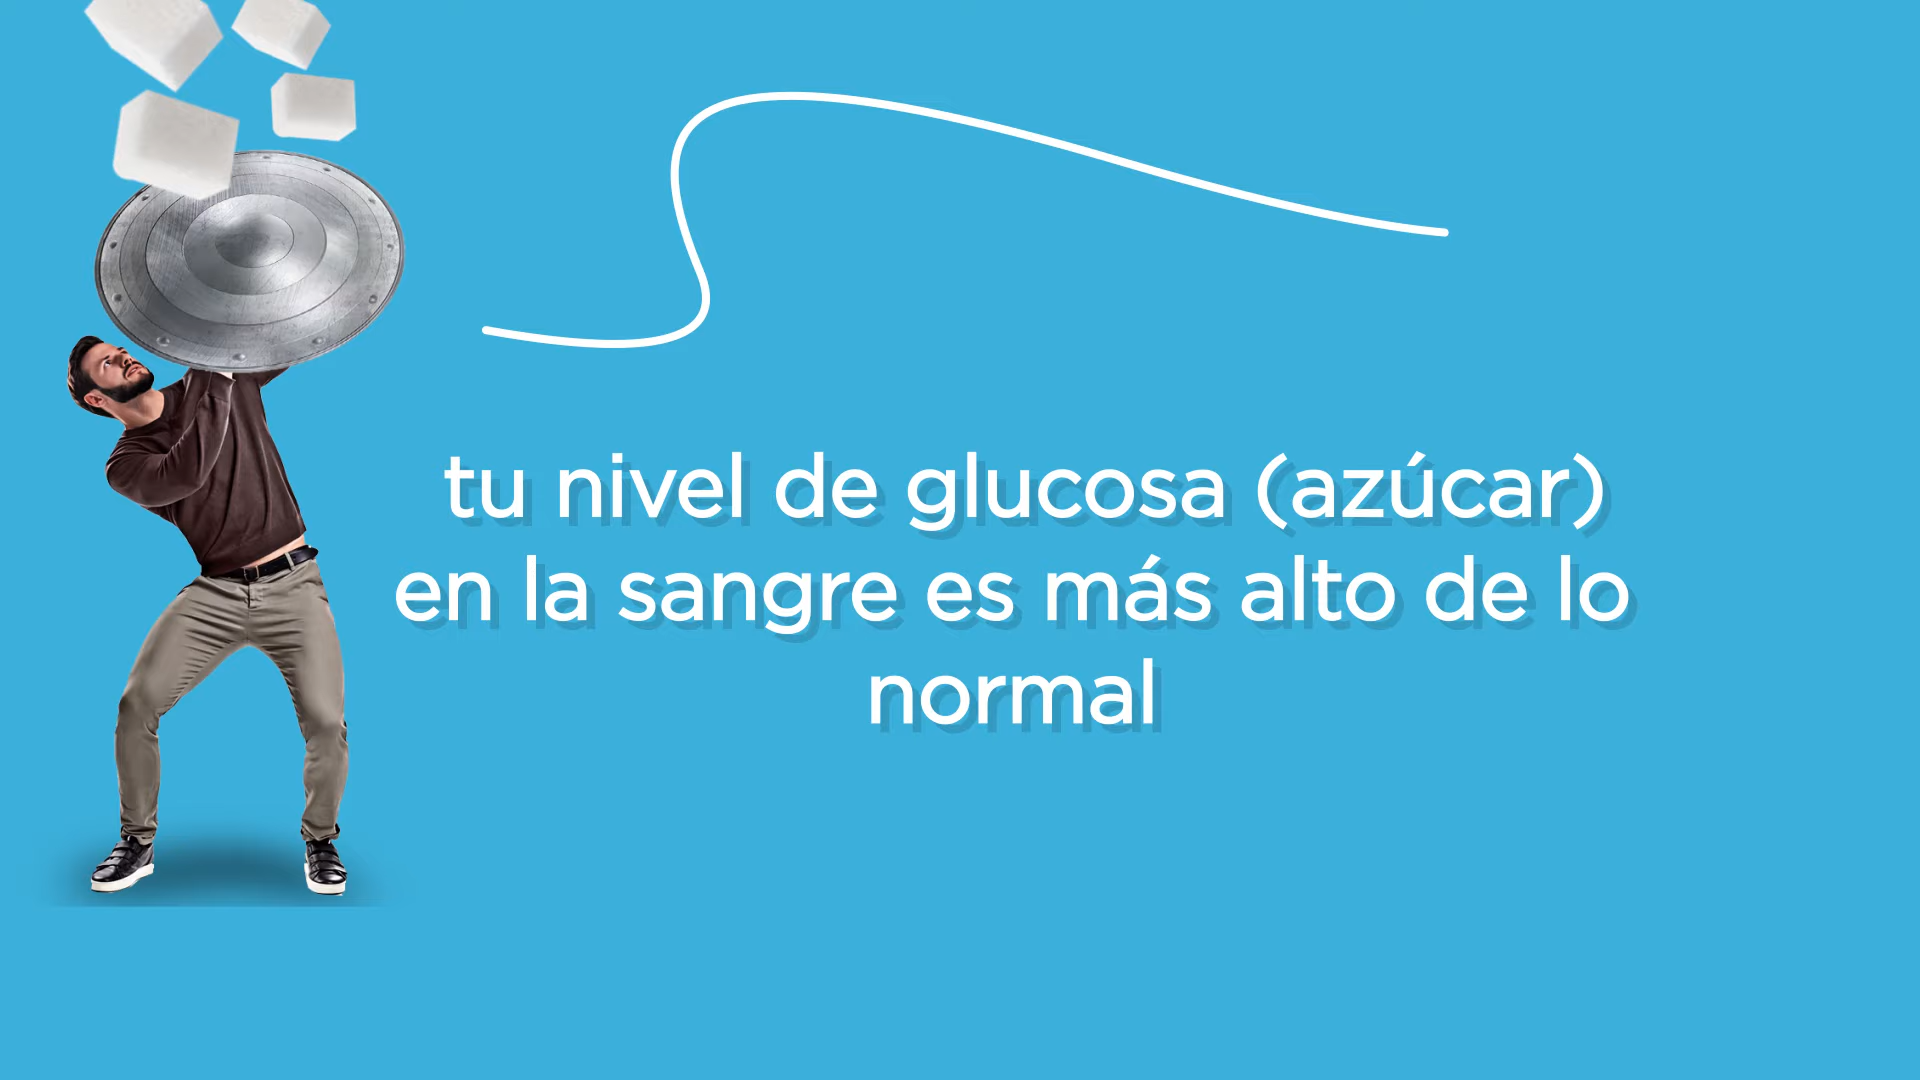 tu nivel de glucosa (azúcar)
en la sangre es más alto de lo
normal